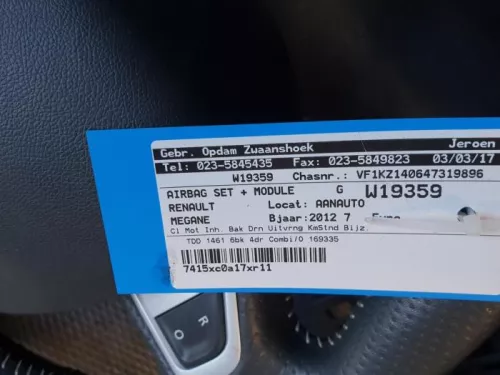 Gebr. Opdam Zwaanshoek Jeroen
Tel: 023-5845435 Fax: 023-5849823 03/03/17
W19359 Chasnr.: VF1KZ140647319896
AIRBAG SET + MODULE G W19359
RENAULT Locat: AANAUTO
MEGANE Bjaar: 2012 7
Cl Mot Inh. Bak Drn Uitvrng KmStnd Bijz.
TDD 1461 6bk 4dr Combi/O 169335
7415xc0a17xr11
R
O